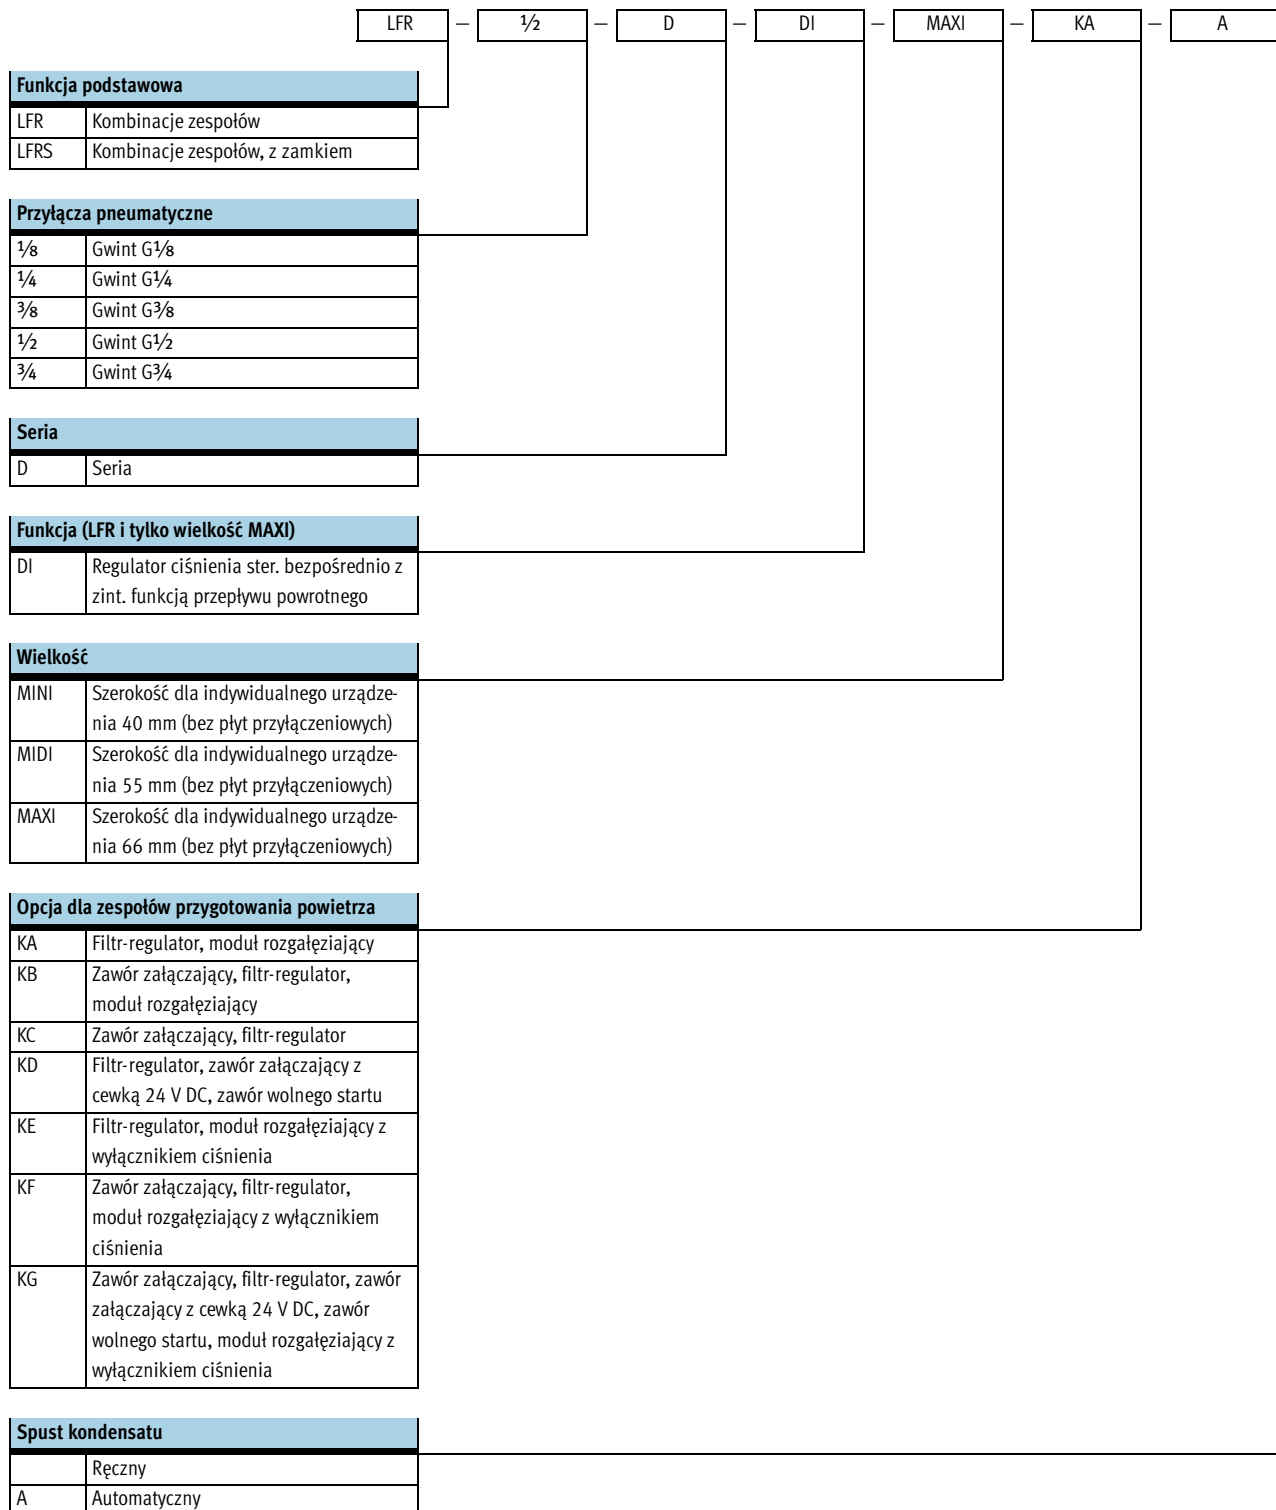 LFR – ½ – D – DI – MAXI – KA – A
Funkcja podstawowa
LFR Kombinacje zespołów
LFRS Kombinacje zespołów, z zamkiem
Przyłącza pneumatyczne
⅛ Gwint G⅛
¼ Gwint G¼
⅜ Gwint G⅜
½ Gwint G½
¾ Gwint G¾
Seria
D Seria
Funkcja (LFR i tylko wielkość MAXI)
DI Regulator ciśnienia ster. bezpośrednio z
zint. funkcją przepływu powrotnego
Wielkość
MINI Szerokość dla indywidualnego urządze-
nia 40 mm (bez płyt przyłączeniowych)
MIDI Szerokość dla indywidualnego urządze-
nia 55 mm (bez płyt przyłączeniowych)
MAXI Szerokość dla indywidualnego urządze-
nia 66 mm (bez płyt przyłączeniowych)
Opcja dla zespołów przygotowania powietrza
KA Filtr-regulator, moduł rozgałęziający
KB Zawór załączający, filtr-regulator,
moduł rozgałęziający
KC Zawór załączający, filtr-regulator
KD Filtr-regulator, zawór załączający z
cewką 24 V DC, zawór wolnego startu
KE Filtr-regulator, moduł rozgałęziający z
wyłącznikiem ciśnienia
KF Zawór załączający, filtr-regulator,
moduł rozgałęziający z wyłącznikiem
ciśnienia
KG Zawór załączający, filtr-regulator, zawór
załączający z cewką 24 V DC, zawór
wolnego startu, moduł rozgałęziający z
wyłącznikiem ciśnienia
Spust kondensatu
Ręczny
A Automatyczny